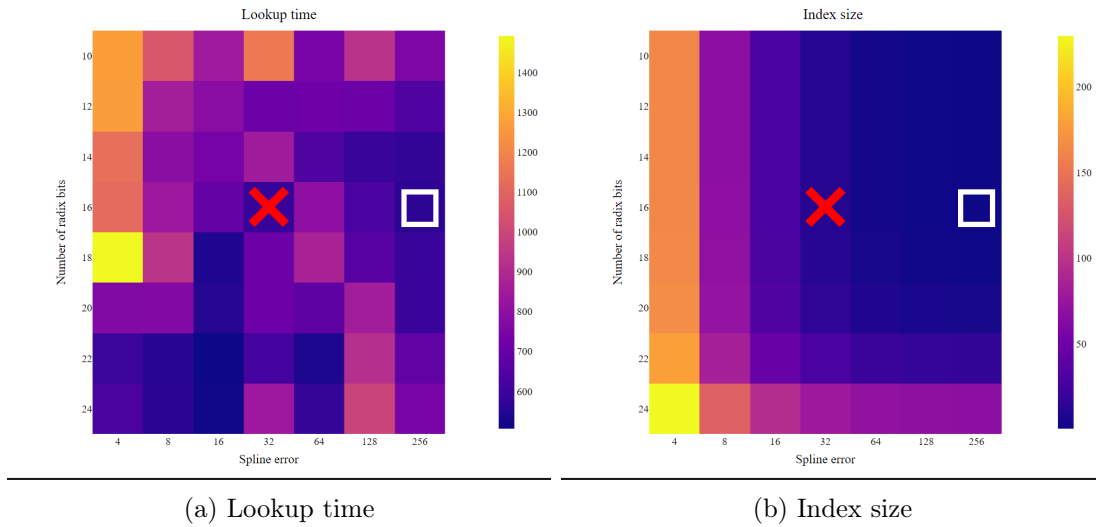 Lookup time
Number of radix bits
10
12
14
16
18
20
22
24
4 8 16 32 64 128 256
Spline error
1400
1300
1200
1100
1000
900
800
700
600
(a) Lookup time
Index size
Number of radix bits
10
12
14
16
18
20
22
24
4 8 16 32 64 128 256
Spline error
200
150
100
50
(b) Index size